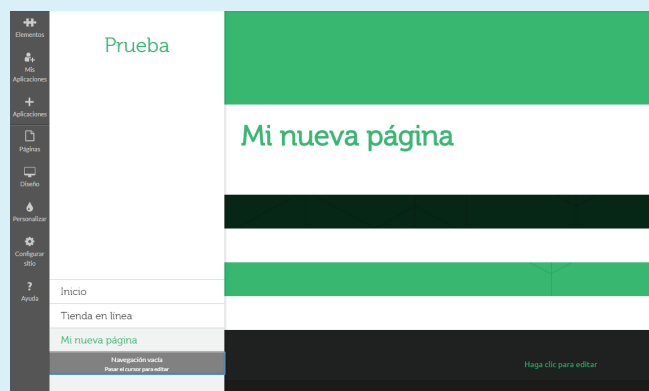 Elementos
Mis
Aplicaciones
Aplicaciones
Páginas
Diseño
Personalizar
Configurar
sitio
?
Ayuda
Prueba
Inicio
Tienda en línea
Mi nueva página
Navegación vacía
Pasar el cursor para editar
Mi nueva página
Haga clic para editar